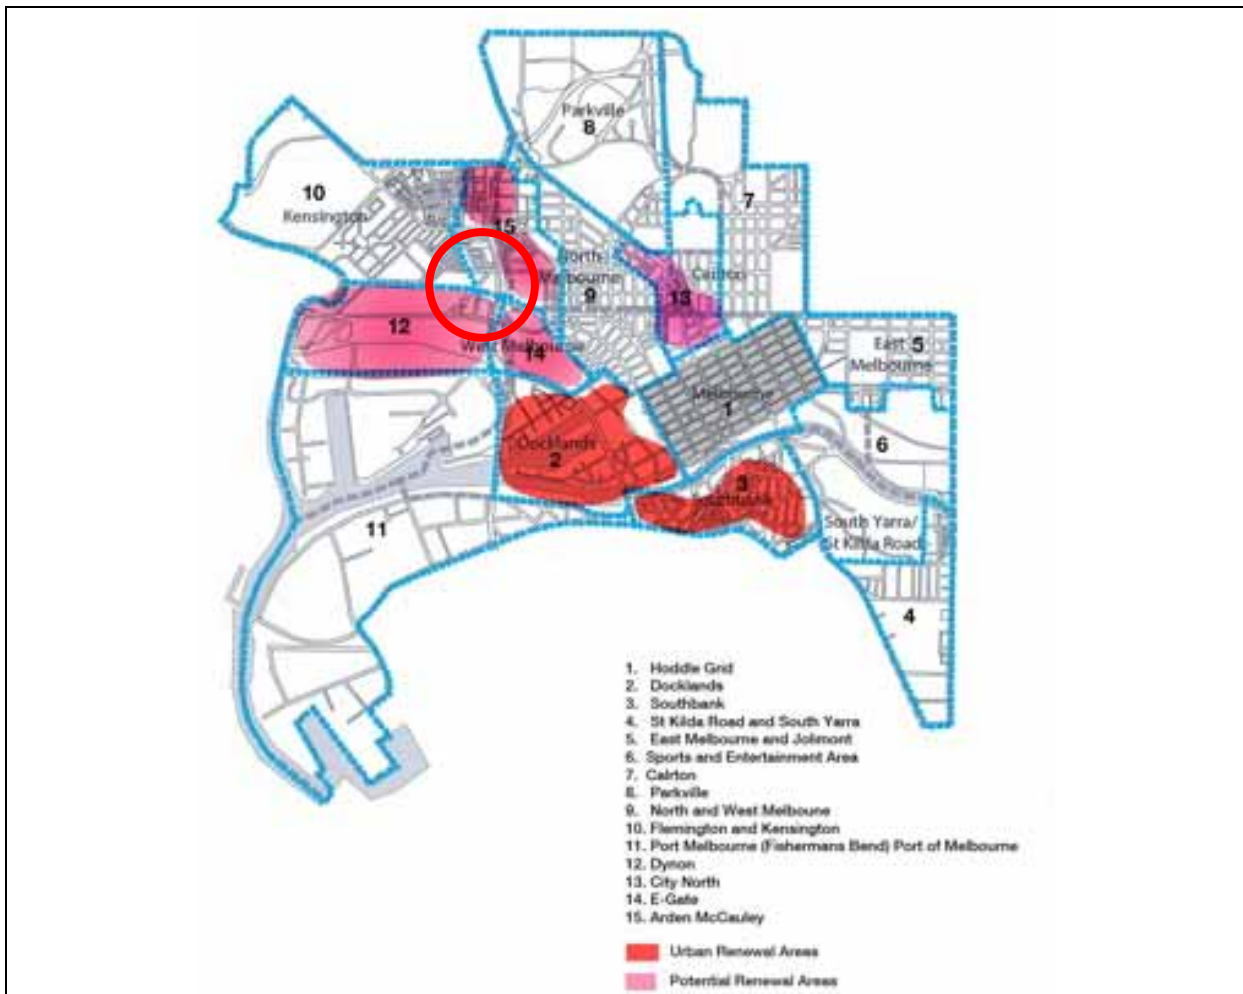 Parkville
8
10
Kensington
7
15
North
Melbourne
9
Carlton
13
12
West Melbourne
14
East
5
Melbourne
Melbourne
1
6
Docklands
2
3
Southbank
South Yarra/
St Kilda Road
11
4
1. Hoddle Grid
2. Docklands
3. Southbank
4. St Kilda Road and South Yarra
5. East Melbourne and Jolimont
6. Sports and Entertainment Area
7. Calrton
8. Parkville
9. North and West Melboune
10. Flemington and Kensington
11. Port Melbourne (Fishermans Bend) Port of Melbourne
12. Dynon
13. City North
14. E-Gate
15. Arden McCauley
Urban Renewal Areas
Potential Renewal Areas